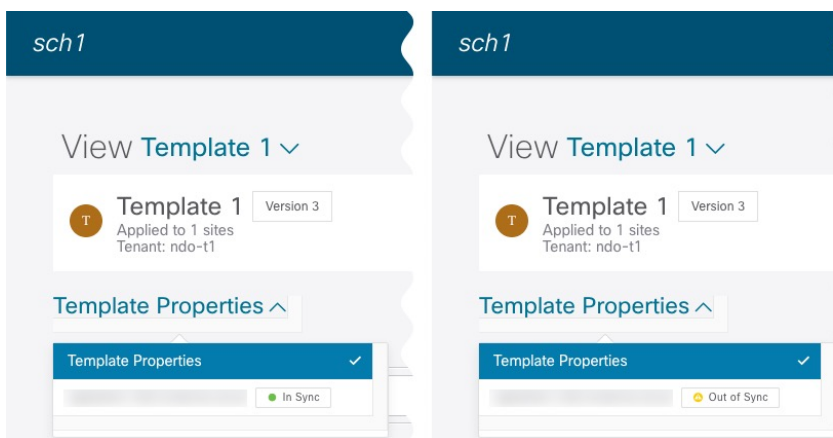 sch1
View Template 1
T
Template 1 Version 3
Applied to 1 sites
Tenant: ndo-t1
Template Properties
Template Properties
In Sync
sch1
View Template 1
T
Template 1 Version 3
Applied to 1 sites
Tenant: ndo-t1
Template Properties
Template Properties
Out of Sync